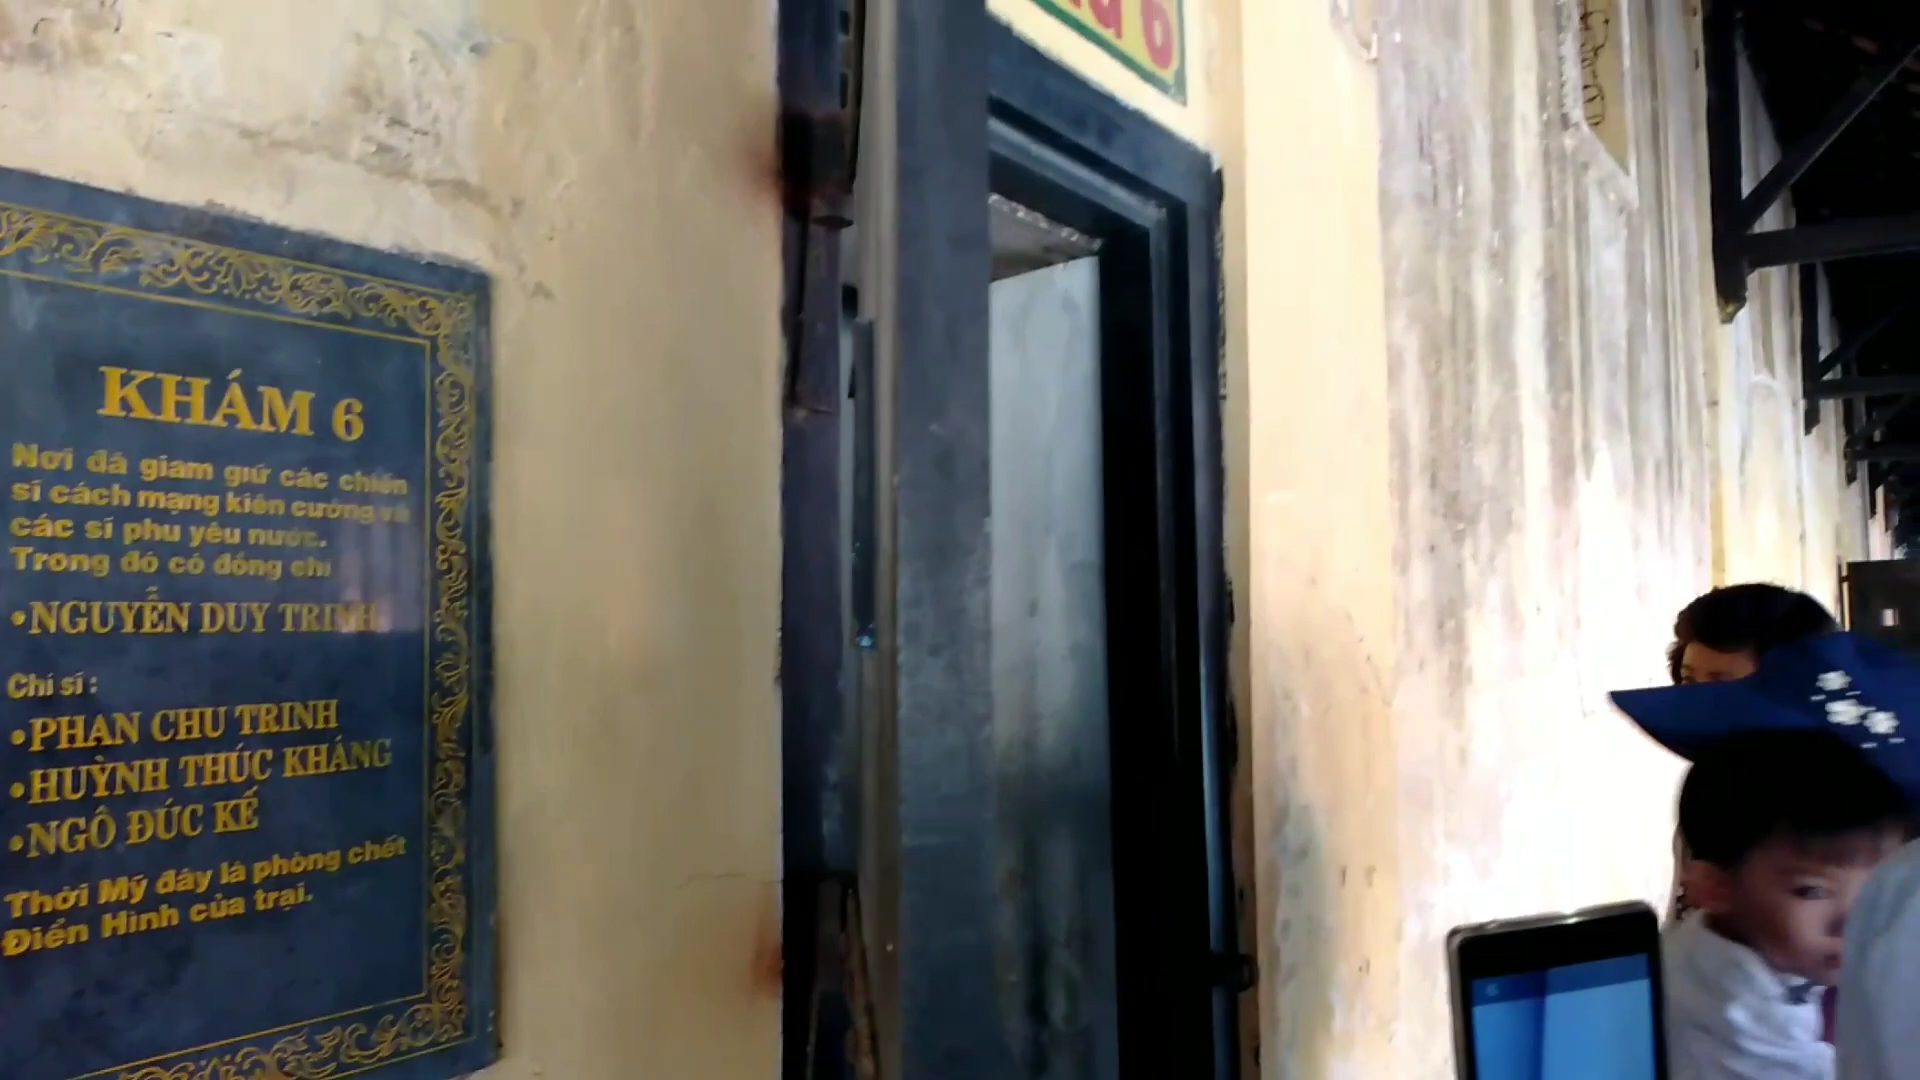 KHÁM 6
Nơi đã giam giữ các chiến
sĩ cách mạng kiên cường và
các sĩ phu yêu nước.
Trong đó có đồng chí
•NGUYỄN DUY TRINH
Chí sĩ :
•PHAN CHU TRINH
•HUỲNH THÚC KHÁNG
•NGÔ ĐÚC KẾ
Thời Mỹ đây là phòng chết
Điển Hình của trại.
6